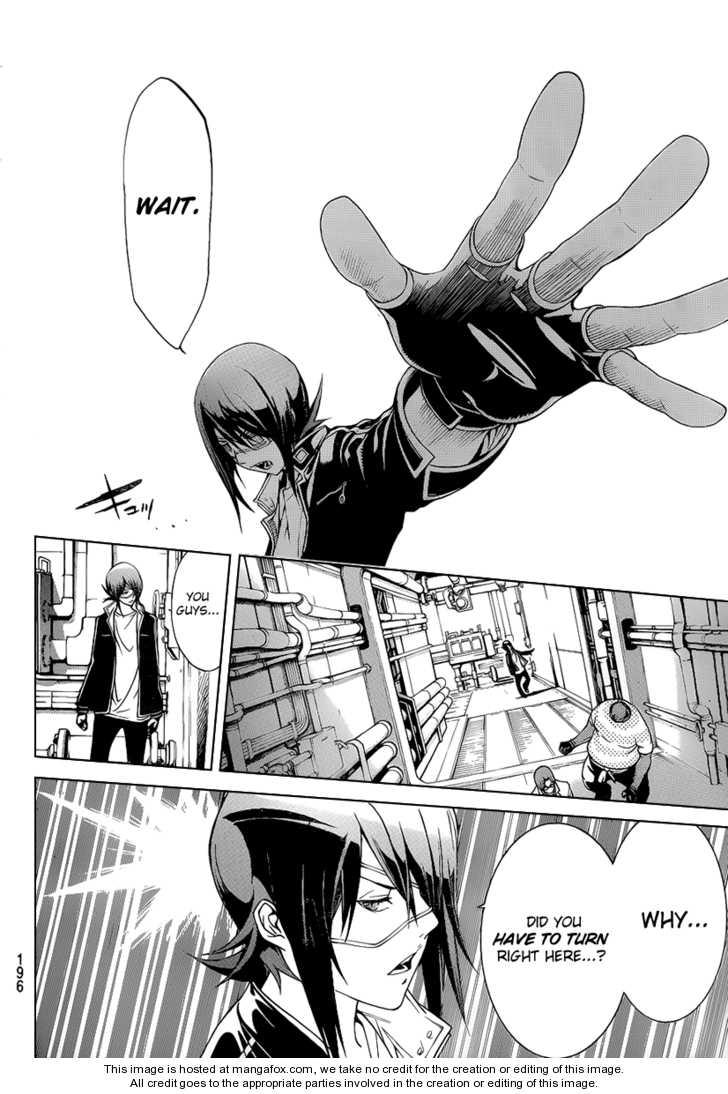 WAIT.
キュッ...
YOU
GUYS...
WHY...
DID YOU
HAVE TO TURN
RIGHT HERE...?
196
This image is hosted at mangafox.com, we take no credit for the creation or editing of this image.
All credit goes to the appropriate parties involved in the creation or editing of this image.